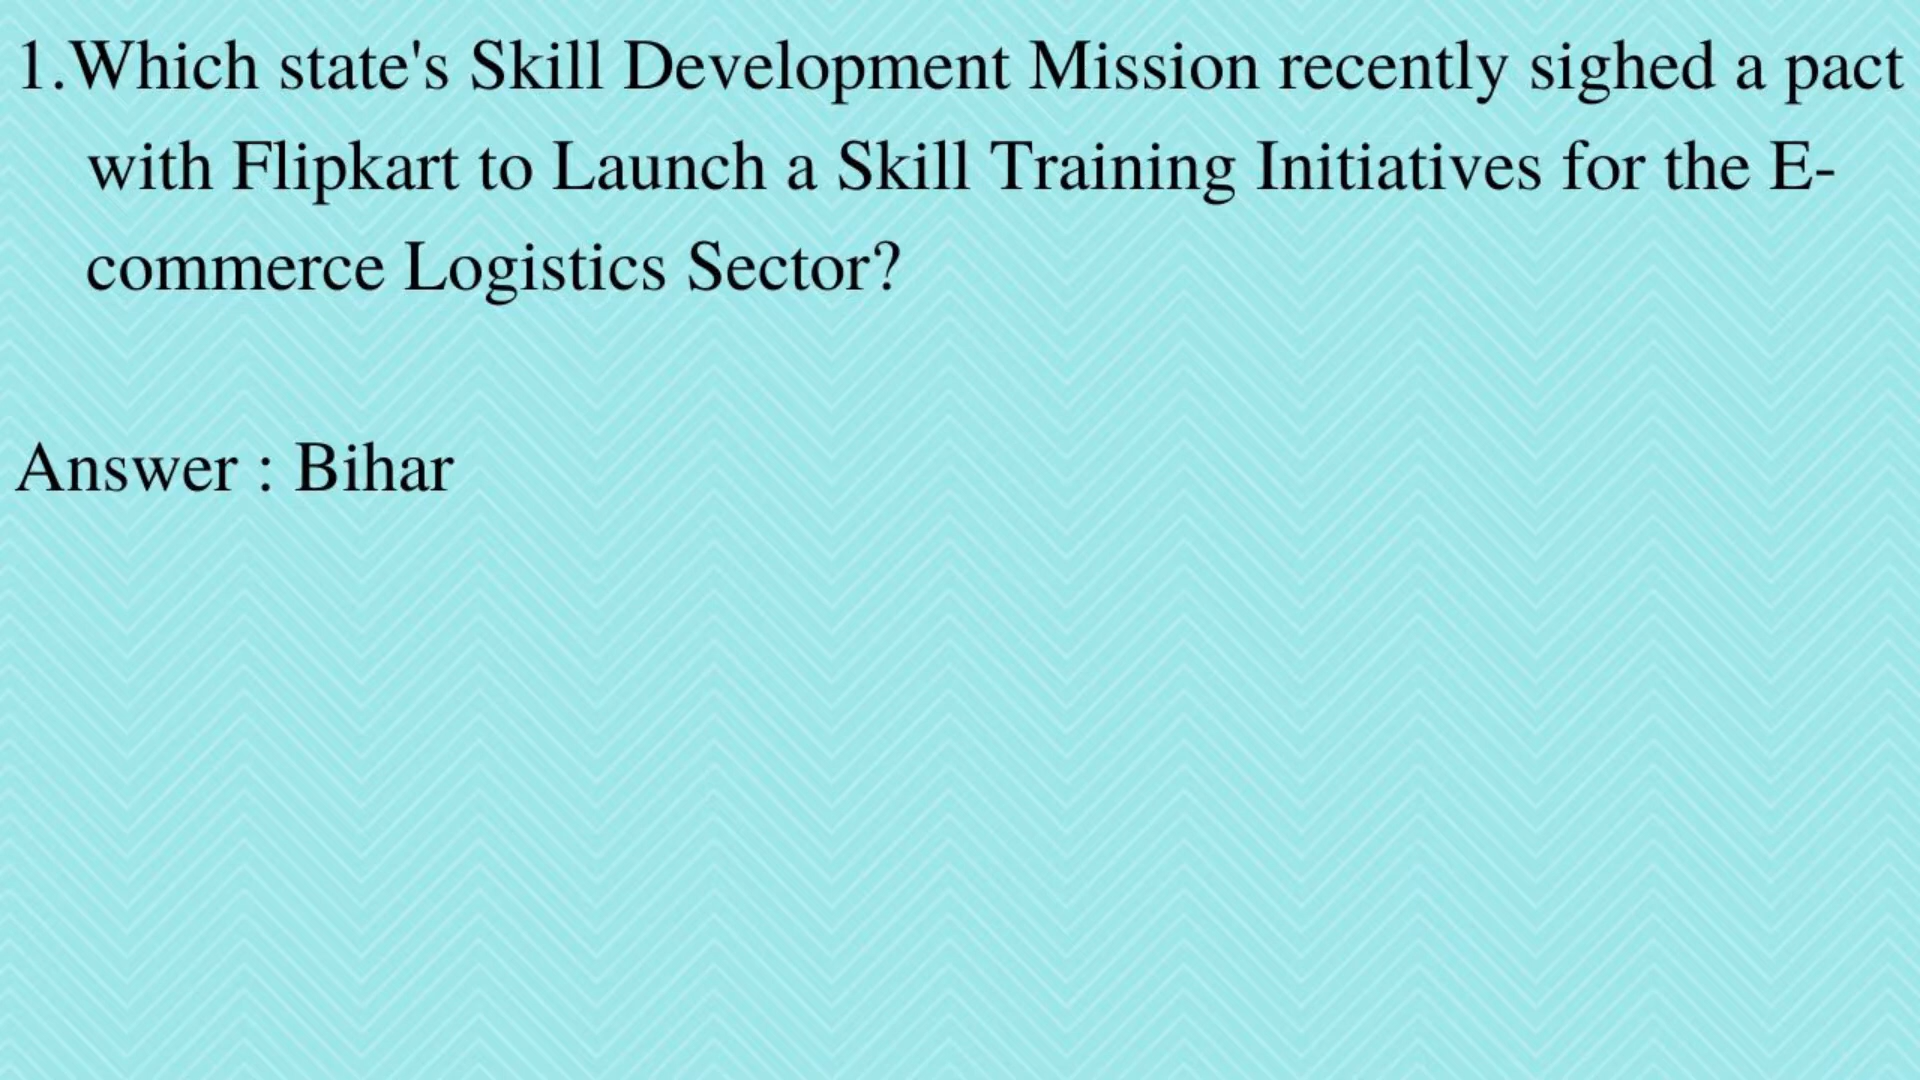 1.Which state's Skill Development Mission recently sighed a pact
with Flipkart to Launch a Skill Training Initiatives for the E-
commerce Logistics Sector?
Answer : Bihar